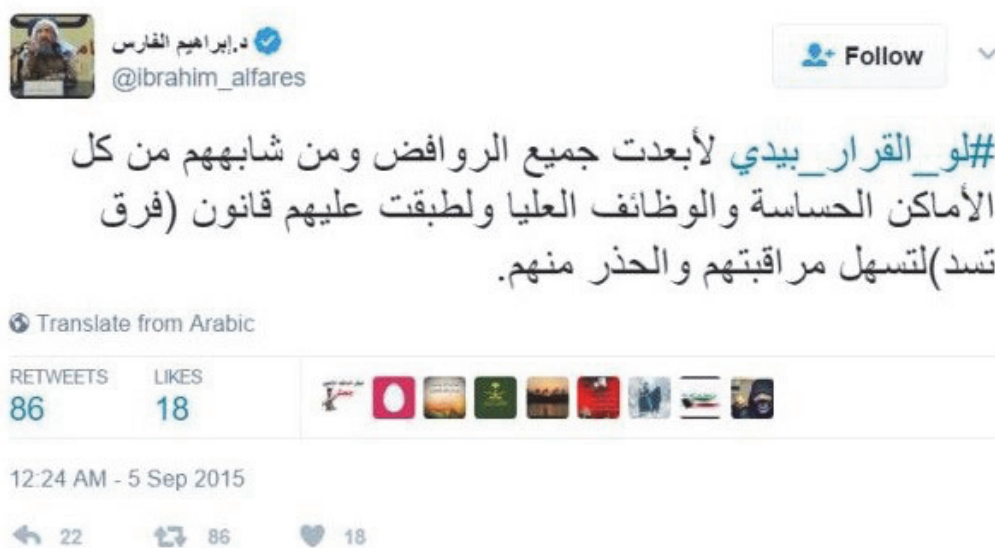 د.إبراهيم الفارس
@ibrahim_alfares
Follow
#لو_القرار_بيدي لأبعدت جميع الروافض ومن شابههم من كل
الأماكن الحساسة والوظائف العليا ولطبقت عليهم قانون (فرق
تسد)لتسهل مراقبتهم والحذر منهم.
Translate from Arabic
RETWEETS LIKES
86 18
12:24 AM - 5 Sep 2015
22 86 18